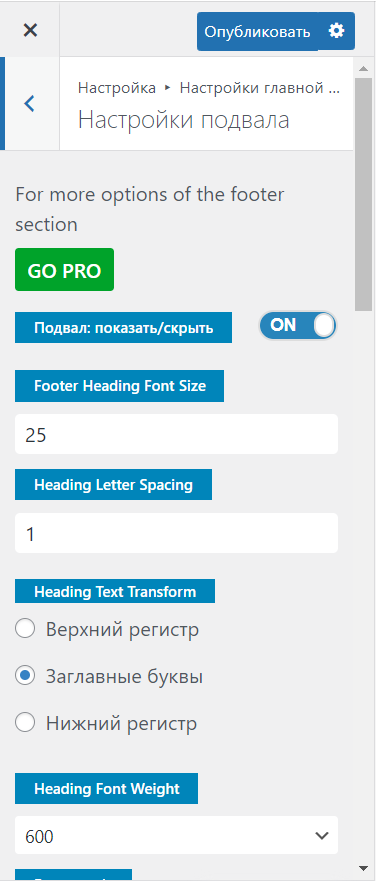 Опубликовать
Настройка ▸ Настройки главной ...
Настройки подвала
For more options of the footer
section
GO PRO
Подвал: показать/скрыть
ON
Footer Heading Font Size
25
Heading Letter Spacing
1
Heading Text Transform
Верхний регистр
Заглавные буквы
Нижний регистр
Heading Font Weight
600